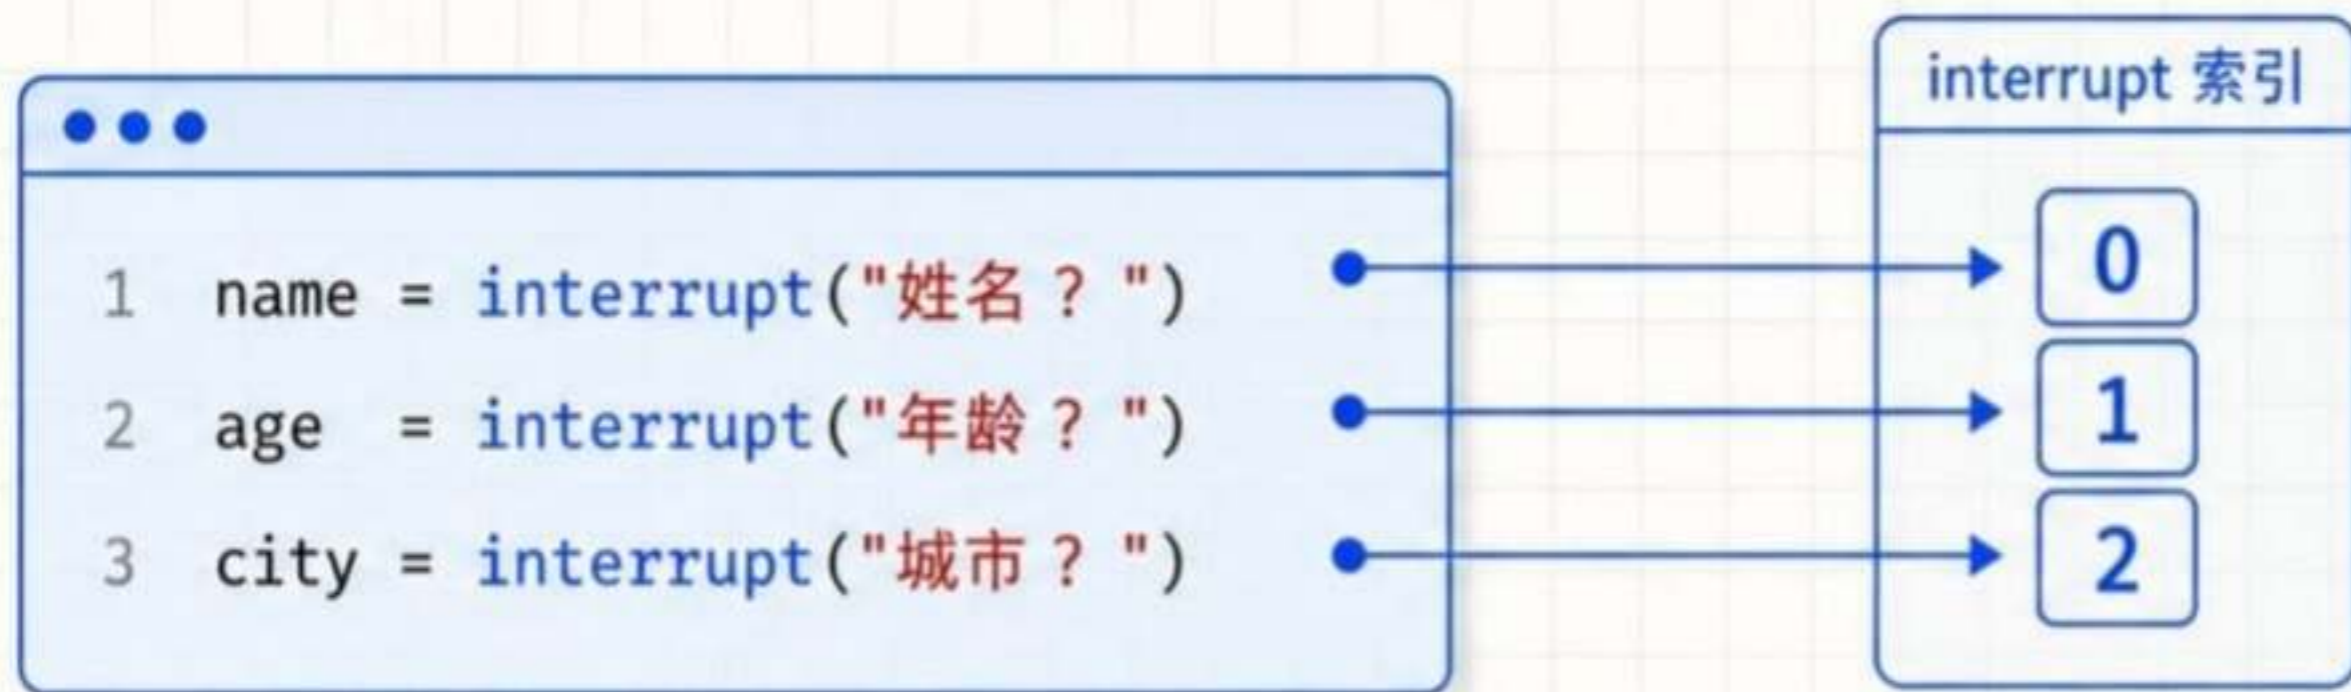 interrupt 索引
1 name = interrupt("姓名？")
0
2 age = interrupt("年龄？")
1
3 city = interrupt("城市？")
2